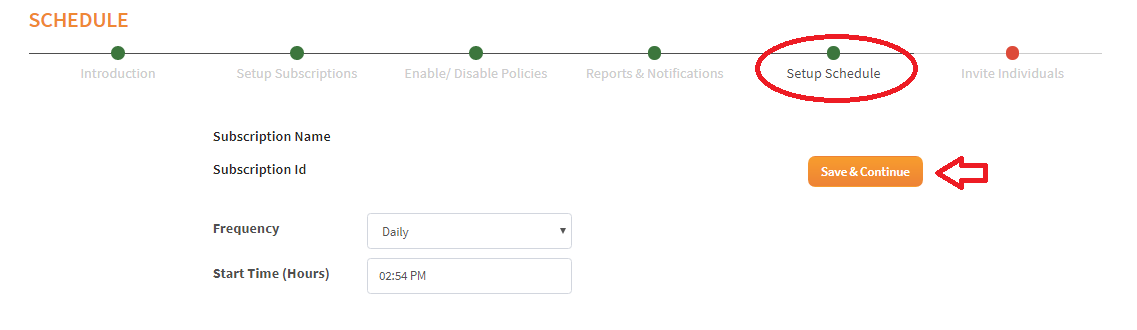 SCHEDULE
Introduction Setup Subscriptions Enable/ Disable Policies Reports & Notifications Setup Schedule Invite Individuals
Subscription Name
Subscription Id
Save & Continue
Frequency Daily
Start Time (Hours) 02:54 PM